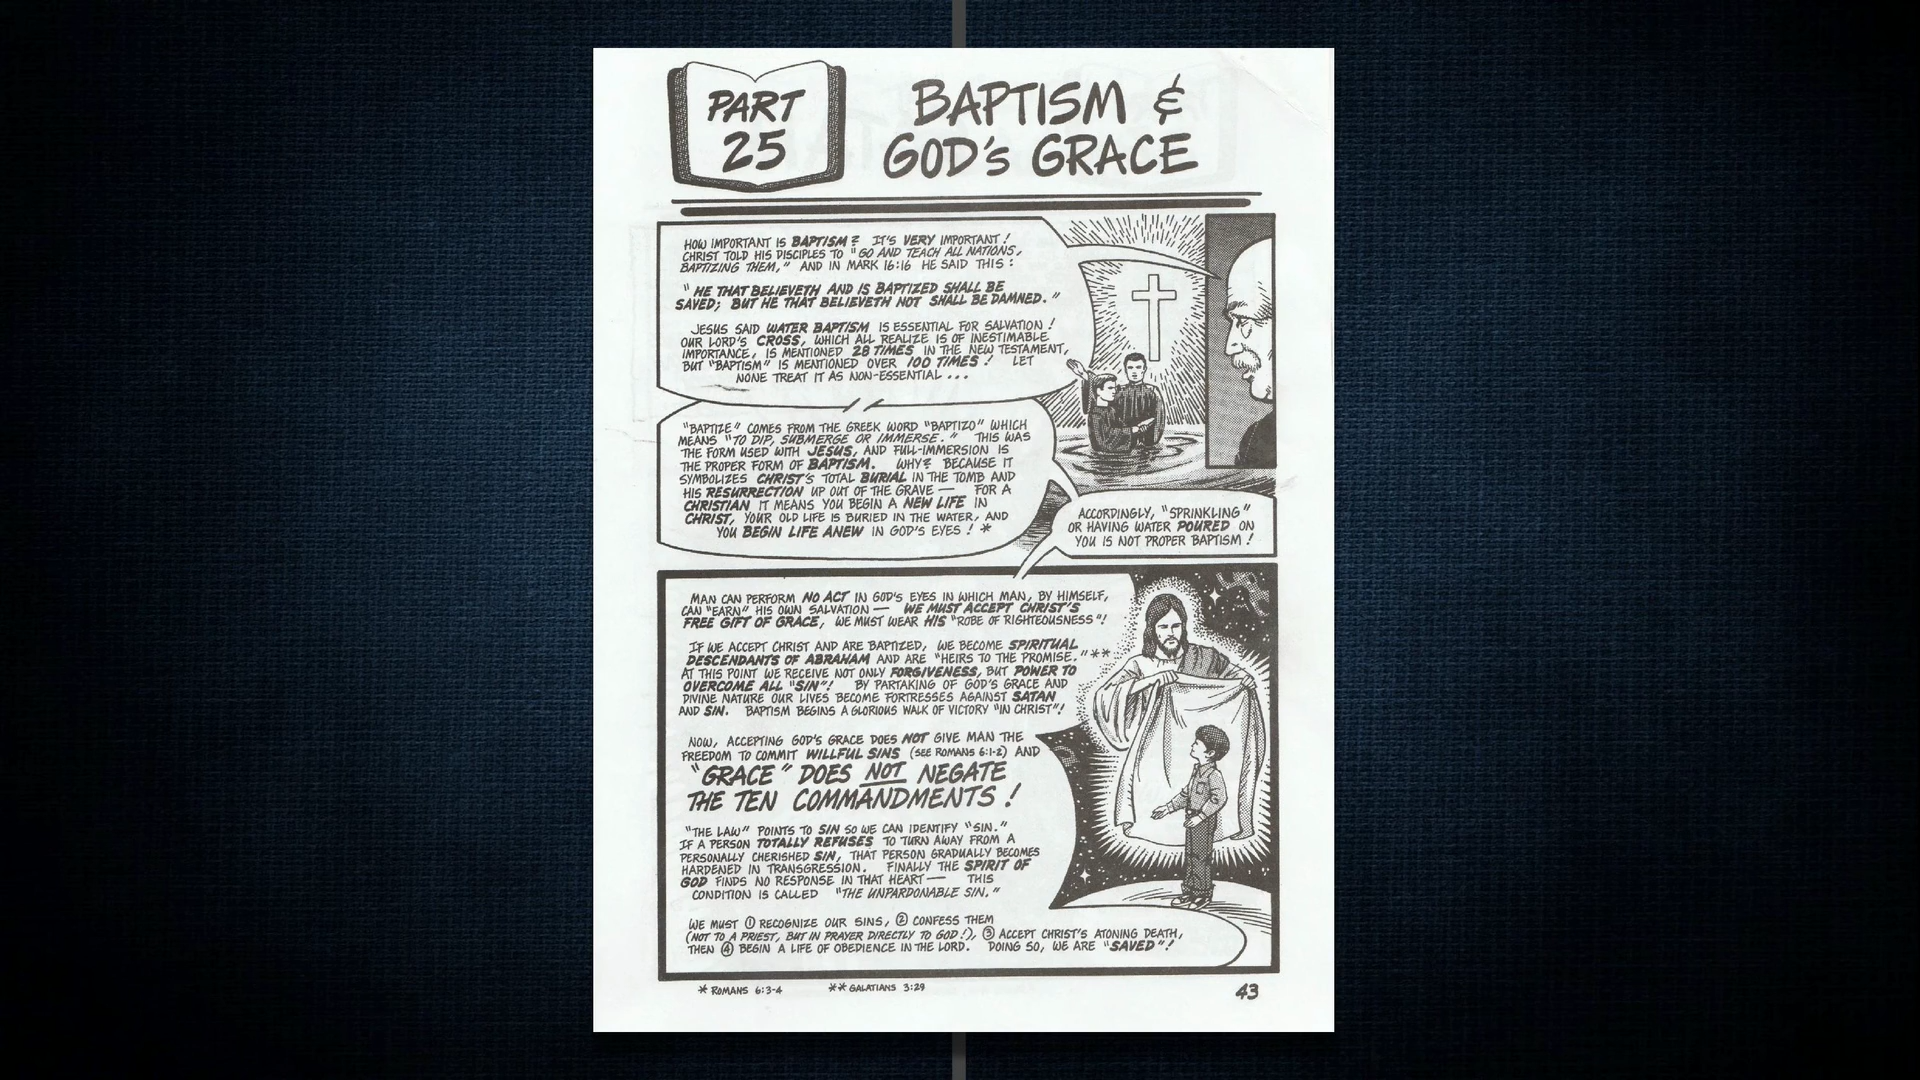 PART
25
BAPTISM &
GOD'S GRACE
HOW IMPORTANT IS BAPTISM? IT'S VERY IMPORTANT!
CHRIST TOLD HIS DISCIPLES TO "GO AND TEACH ALL NATIONS,
BAPTIZING THEM," AND IN MARK 16:16 HE SAID THIS:
"HE THAT BELIEVETH AND IS BAPTIZED SHALL BE
SAVED; BUT HE THAT BELIEVETH NOT SHALL BE DAMNED."
JESUS SAID WATER BAPTISM IS ESSENTIAL FOR SALVATION!
OUR LORD'S CROSS, WHICH ALL REALIZE IS OF INESTIMABLE
IMPORTANCE, IS MENTIONED 28 TIMES IN THE NEW TESTAMENT,
BUT "BAPTISM" IS MENTIONED OVER 100 TIMES! LET
NONE TREAT IT AS NON-ESSENTIAL...
"BAPTIZE" COMES FROM THE GREEK WORD "BAPTIZO" WHICH
MEANS "TO DIP, SUBMERGE OR IMMERSE." THIS WAS
THE FORM USED WITH JESUS, AND FULL-IMMERSION IS
THE PROPER FORM OF BAPTISM. WHY? BECAUSE IT
SYMBOLIZES CHRIST'S TOTAL BURIAL IN THE TOMB AND
HIS RESURRECTION UP OUT OF THE GRAVE — FOR A
CHRISTIAN IT MEANS YOU BEGIN A NEW LIFE IN
CHRIST, YOUR OLD LIFE IS BURIED IN THE WATER, AND
YOU BEGIN LIFE ANEW IN GOD'S EYES! *
ACCORDINGLY, "SPRINKLING"
OR HAVING WATER POURED ON
YOU IS NOT PROPER BAPTISM!
MAN CAN PERFORM NO ACT IN GOD'S EYES IN WHICH MAN, BY HIMSELF,
CAN "EARN" HIS OWN SALVATION — WE MUST ACCEPT CHRIST'S
FREE GIFT OF GRACE, WE MUST WEAR HIS "ROBE OF RIGHTEOUSNESS"!
IF WE ACCEPT CHRIST AND ARE BAPTIZED, WE BECOME SPIRITUAL
DESCENDANTS OF ABRAHAM AND ARE "HEIRS TO THE PROMISE."**
AT THIS POINT WE RECEIVE NOT ONLY FORGIVENESS, BUT POWER TO
OVERCOME ALL "SIN"! BY PARTAKING OF GOD'S GRACE AND
DIVINE NATURE OUR LIVES BECOME FORTRESSES AGAINST SATAN
AND SIN. BAPTISM BEGINS A GLORIOUS WALK OF VICTORY "IN CHRIST"!
NOW, ACCEPTING GOD'S GRACE DOES NOT GIVE MAN THE
FREEDOM TO COMMIT WILLFUL SINS (SEE ROMANS 6:1-2) AND
"GRACE" DOES NOT NEGATE
THE TEN COMMANDMENTS!
"THE LAW" POINTS TO SIN SO WE CAN IDENTIFY "SIN."
IF A PERSON TOTALLY REFUSES TO TURN AWAY FROM A
PERSONALLY CHERISHED SIN, THAT PERSON GRADUALLY BECOMES
HARDENED IN TRANSGRESSION. FINALLY THE SPIRIT OF
GOD FINDS NO RESPONSE IN THAT HEART — THIS
CONDITION IS CALLED "THE UNPARDONABLE SIN."
WE MUST ① RECOGNIZE OUR SINS, ② CONFESS THEM
(NOT TO A PRIEST, BUT IN PRAYER DIRECTLY TO GOD!), ③ ACCEPT CHRIST'S ATONING DEATH,
THEN ④ BEGIN A LIFE OF OBEDIENCE IN THE LORD. DOING SO, WE ARE "SAVED"!
* ROMANS 6:3-4 ** GALATIANS 3:29 43